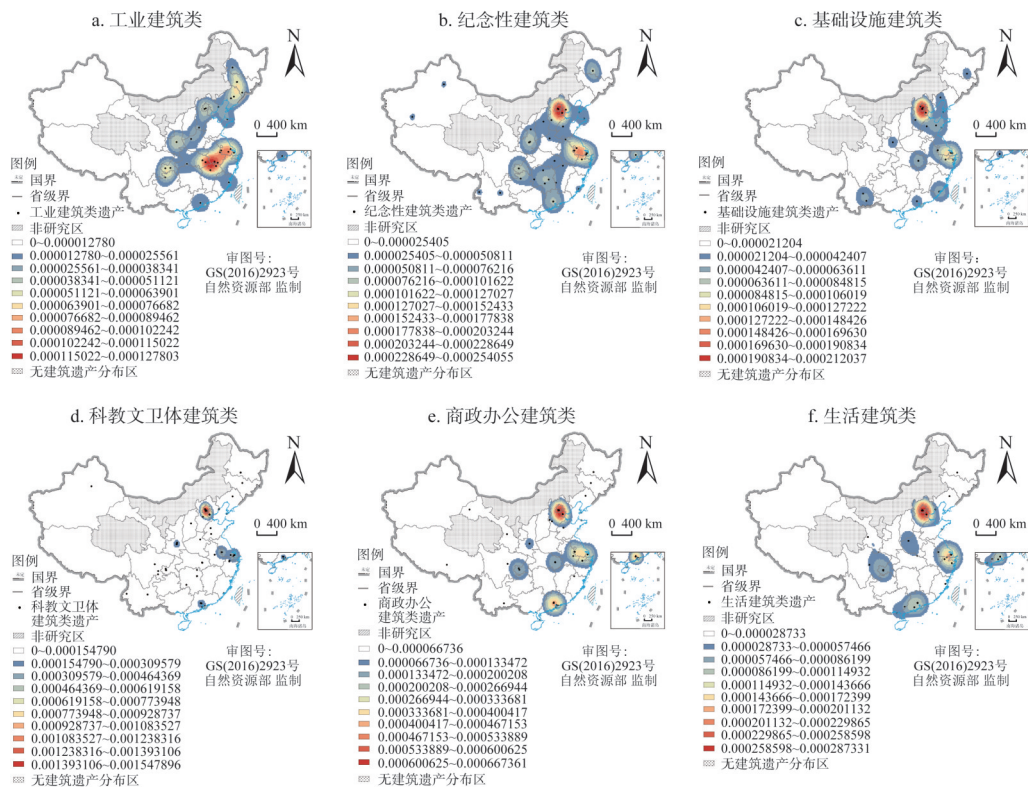 a. 工业建筑类
N
0 400 km
图例
国界
省级界
工业建筑类遗产
非研究区
0~0.000012780
0.000012780~0.000025561
0.000025561~0.000038341
0.000038341~0.000051121
0.000051121~0.000063901
0.000063901~0.000076682
0.000076682~0.000089462
0.000089462~0.000102242
0.000102242~0.000115022
0.000115022~0.000127803
无建筑遗产分布区
审图号：
GS(2016)2923号
自然资源部 监制
b. 纪念性建筑类
N
0 400 km
图例
国界
省级界
纪念性建筑类遗产
非研究区
0~0.000025405
0.000025405~0.000050811
0.000050811~0.000076216
0.000076216~0.000101622
0.000101622~0.000127027
0.000127027~0.000152433
0.000152433~0.000177838
0.000177838~0.000203244
0.000203244~0.000228649
0.000228649~0.000254055
无建筑遗产分布区
审图号：
GS(2016)2923号
自然资源部 监制
c. 基础设施建筑类
N
0 400 km
图例
国界
省级界
基础设施建筑类遗产
非研究区
0~0.000021204
0.000021204~0.000042407
0.000042407~0.000063611
0.000063611~0.000084815
0.000084815~0.000106019
0.000106019~0.000127222
0.000127222~0.000148426
0.000148426~0.000169630
0.000169630~0.000190834
0.000190834~0.000212037
无建筑遗产分布区
审图号：
GS(2016)2923号
自然资源部 监制
d. 科教文卫体建筑类
N
0 400 km
图例
国界
省级界
科教文卫体
建筑类遗产
非研究区
0~0.000154790
0.000154790~0.000309579
0.000309579~0.000464369
0.000464369~0.000619158
0.000619158~0.000773948
0.000773948~0.000928737
0.000928737~0.001083527
0.001083527~0.001238316
0.001238316~0.001393106
0.001393106~0.001547896
无建筑遗产分布区
审图号：
GS(2016)2923号
自然资源部 监制
e. 商政办公建筑类
N
0 400 km
图例
国界
省级界
商政办公
建筑类遗产
非研究区
0~0.000066736
0.000066736~0.000133472
0.000133472~0.000200208
0.000200208~0.000266944
0.000266944~0.000333681
0.000333681~0.000400417
0.000400417~0.000467153
0.000467153~0.000533889
0.000533889~0.000600625
0.000600625~0.000667361
无建筑遗产分布区
审图号：
GS(2016)2923号
自然资源部 监制
f. 生活建筑类
N
0 400 km
图例
国界
省级界
生活建筑类遗产
非研究区
0~0.000028733
0.000028733~0.000057466
0.000057466~0.000086199
0.000086199~0.000114932
0.000114932~0.000143666
0.000143666~0.000172399
0.000172399~0.000201132
0.000201132~0.000229865
0.000229865~0.000258598
0.000258598~0.000287331
无建筑遗产分布区
审图号：
GS(2016)2923号
自然资源部 监制